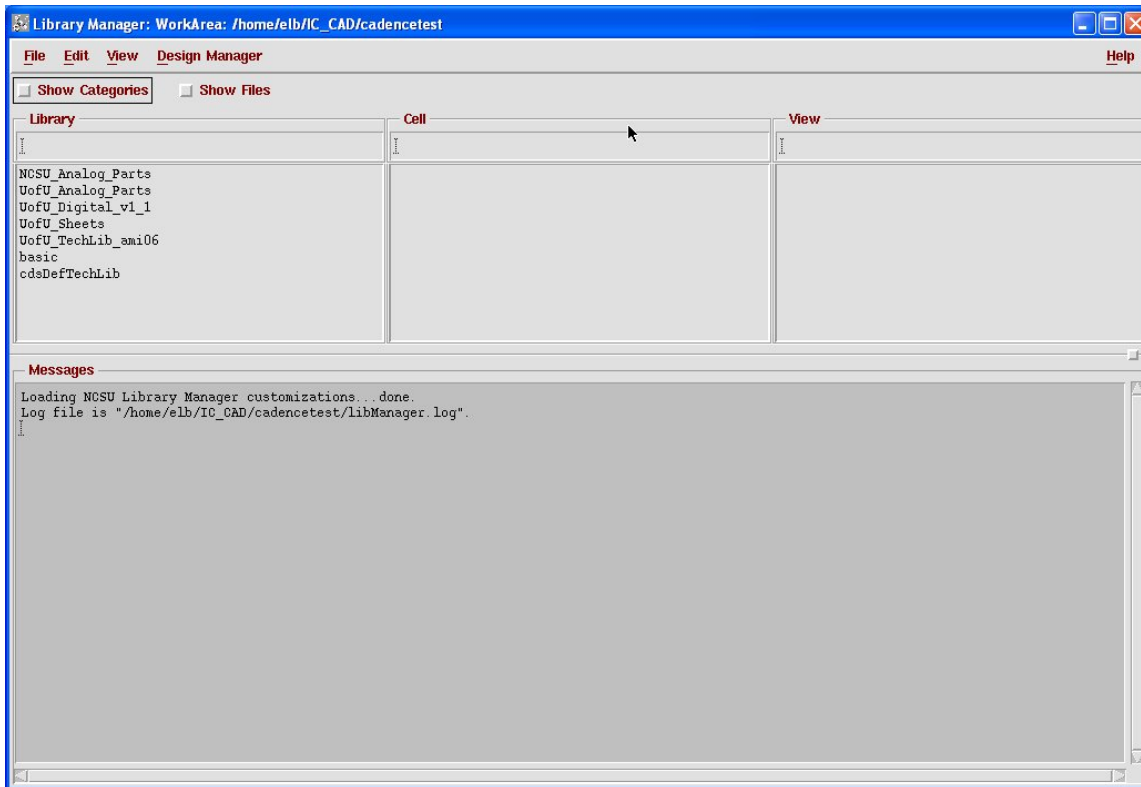 Library Manager: WorkArea: /home/elb/IC_CAD/cadencetest
File Edit View Design Manager Help
Show Categories Show Files
Library Cell View
NCSU_Analog_Parts
UofU_Analog_Parts
UofU_Digital_v1_1
UofU_Sheets
UofU_TechLib_ami06
basic
cdsDefTechLib
Messages
Loading NCSU Library Manager customizations...done.
Log file is "/home/elb/IC_CAD/cadencetest/libManager.log".